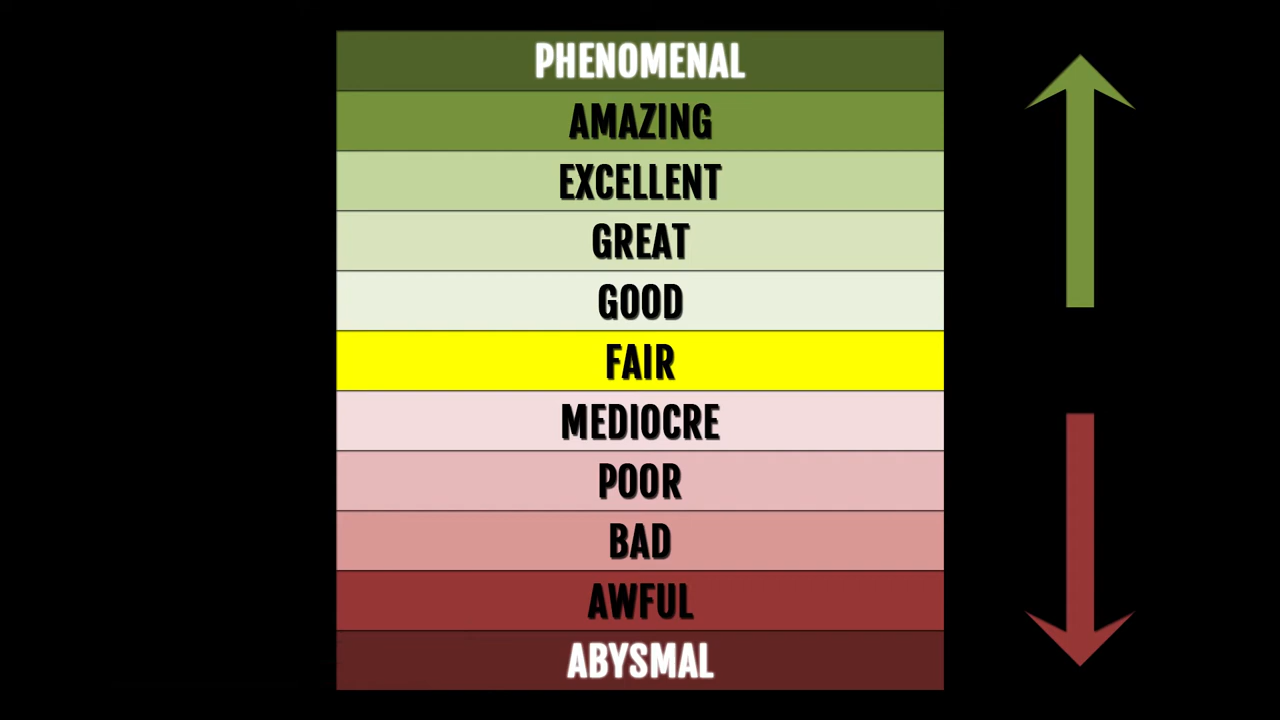 PHENOMENAL
AMAZING
EXCELLENT
GREAT
GOOD
FAIR
MEDIOCRE
POOR
BAD
AWFUL
ABYSMAL